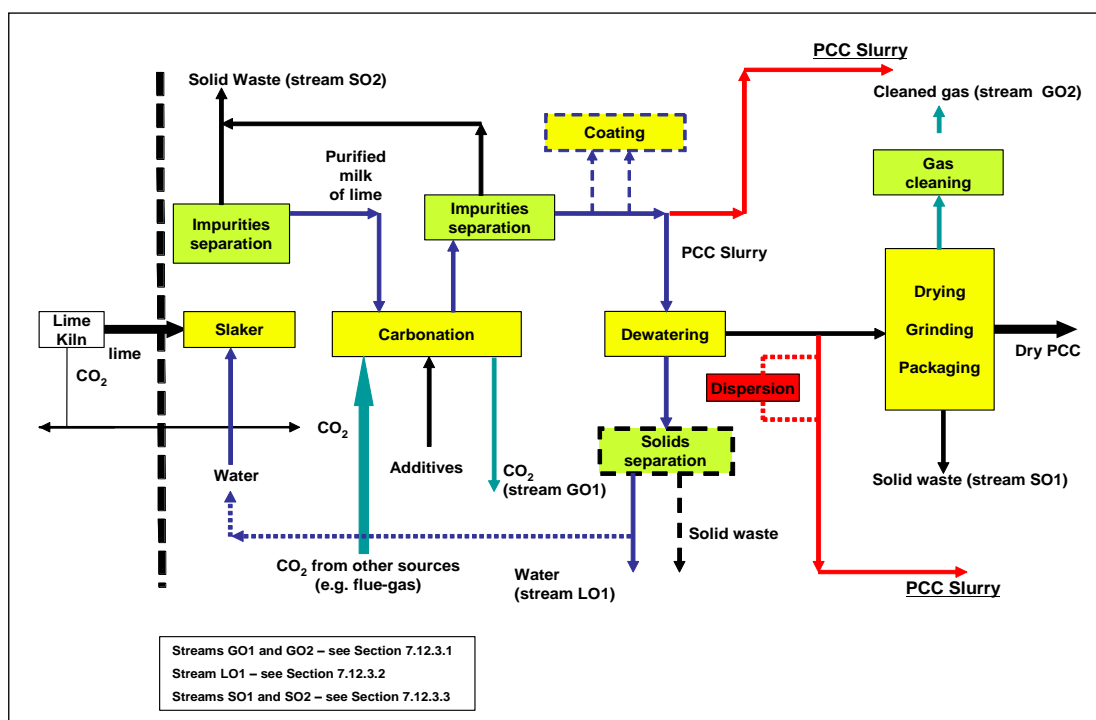 PCC Slurry
Solid Waste (stream SO2)
Cleaned gas (stream  GO2)
Coating
Purified
milk
of lime
Gas
cleaning
Impurities
separation
Impurities
separation
PCC Slurry
Drying
Grinding
Packaging
Lime
Kiln
lime
Slaker
Carbonation
Dewatering
Dry PCC
CO2
Dispersion
CO2
Solids
separation
Water
Additives
CO2
(stream GO1)
Solid waste (stream SO1)
Solid waste
CO2 from other sources
(e.g. flue-gas)
Water
(stream LO1)
PCC Slurry
Streams GO1 and GO2 – see Section 7.12.3.1
Stream LO1 – see Section 7.12.3.2
Streams SO1 and SO2 – see Section 7.12.3.3